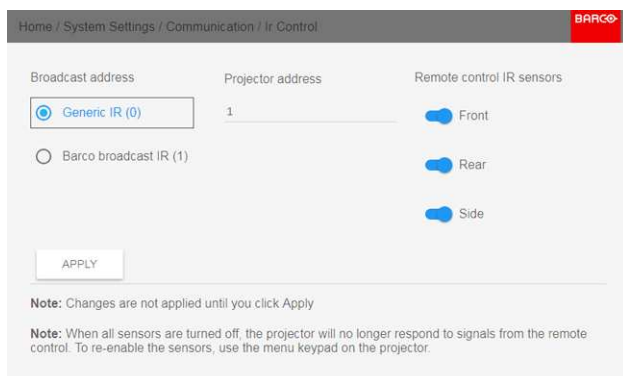 Home / System Settings / Communication / Ir Control
BARCO
Broadcast address
Projector address
Remote control IR sensors
Generic IR (0)
1
Front
Barco broadcast IR (1)
Rear
Side
APPLY
Note: Changes are not applied until you click Apply
Note: When all sensors are turned off, the projector will no longer respond to signals from the remote
control. To re-enable the sensors, use the menu keypad on the projector.